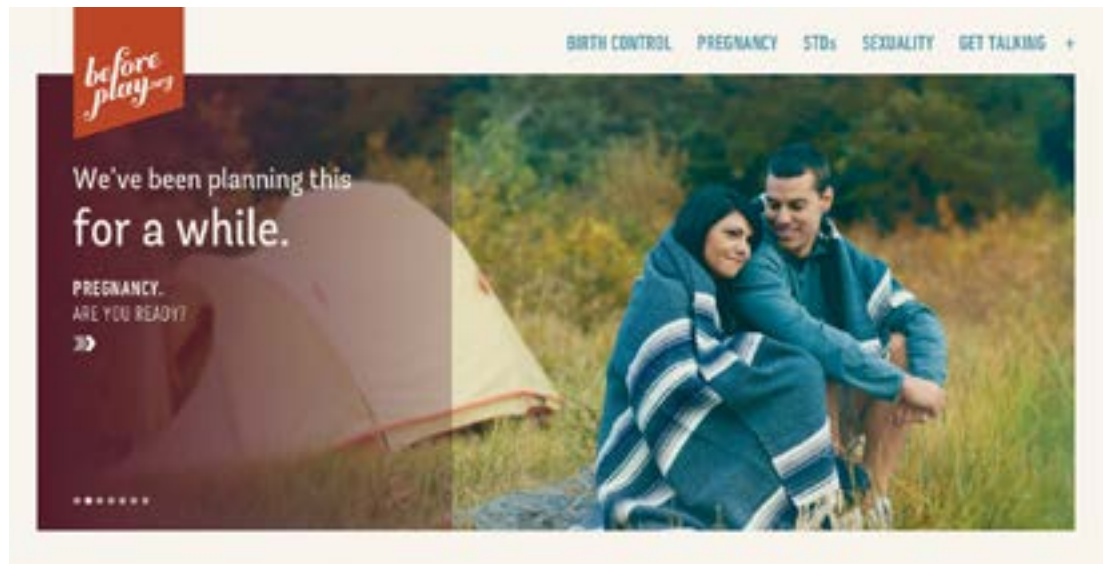 before
play.org
BIRTH CONTROL PREGNANCY STDs SEXUALITY GET TALKING +
We've been planning this
for a while.
PREGNANCY.
ARE YOU READY?